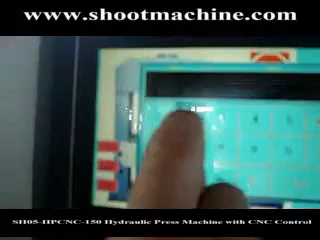 www.shootmachine.com
SH05-HPCNC-150 Hydraulic Press Machine with CNC Control